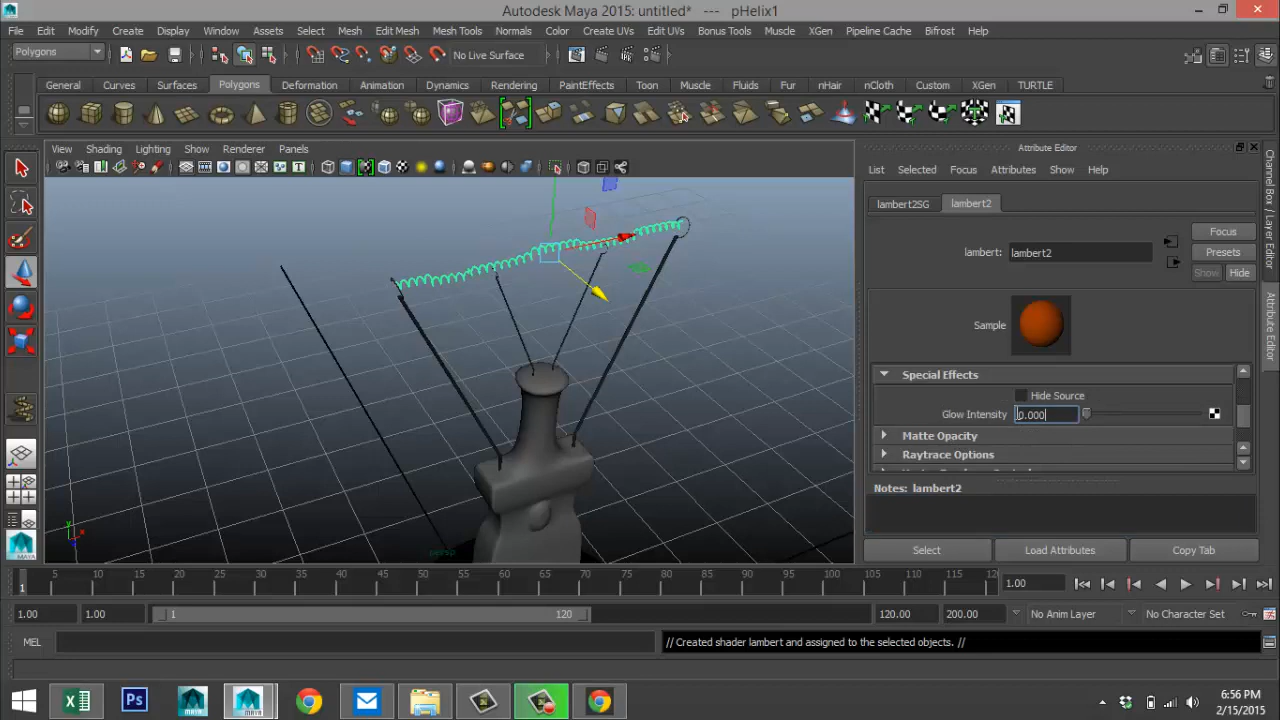 Autodesk Maya 2015: untitled* --- pHelix1
File Edit Modify Create Display Window Assets Select Mesh Edit Mesh Mesh Tools Normals Color Create UVs Edit UVs Bonus Tools Muscle XGen Pipeline Cache Bifrost Help
Polygons
No Live Surface
General Curves Surfaces Polygons Deformation Animation Dynamics Rendering PaintEffects Toon Muscle Fluids Fur nHair nCloth Custom XGen TURTLE
View Shading Lighting Show Renderer Panels
Attribute Editor
List Selected Focus Attributes Show Help
lambert2SG lambert2
lambert: lambert2
Focus
Presets
Show Hide
Sample
Special Effects
Hide Source
Glow Intensity 0.000
Matte Opacity
Raytrace Options
Notes: lambert2
Select Load Attributes Copy Tab
Channel Box / Layer Editor
Attribute Editor
y
x
persp
1 5 10 15 20 25 30 35 40 45 50 55 60 65 70 75 80 85 90 95 100 105 110 115 120
1.00
1.00 1.00 1 120 120.00 200.00 No Anim Layer No Character Set
MEL // Created shader lambert and assigned to the selected objects. //
MAYA
Ps
6:56 PM
2/15/2015